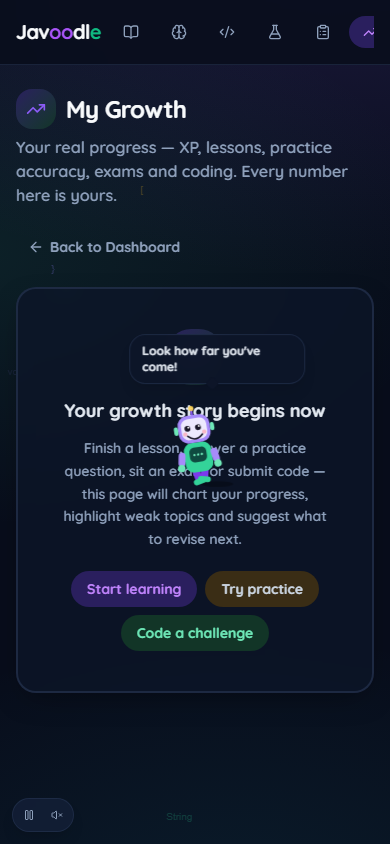 Javoodle
My Growth
Your real progress — XP, lessons, practice
accuracy, exams and coding. Every number
here is yours.
Back to Dashboard
}
Look how far you've
come!
Your growth story begins now
Finish a lesson, a practice
question, sit an or submit code —
this page will chart your progress,
highlight weak topics and suggest what
to revise next.
Start learning
Try practice
Code a challenge
String